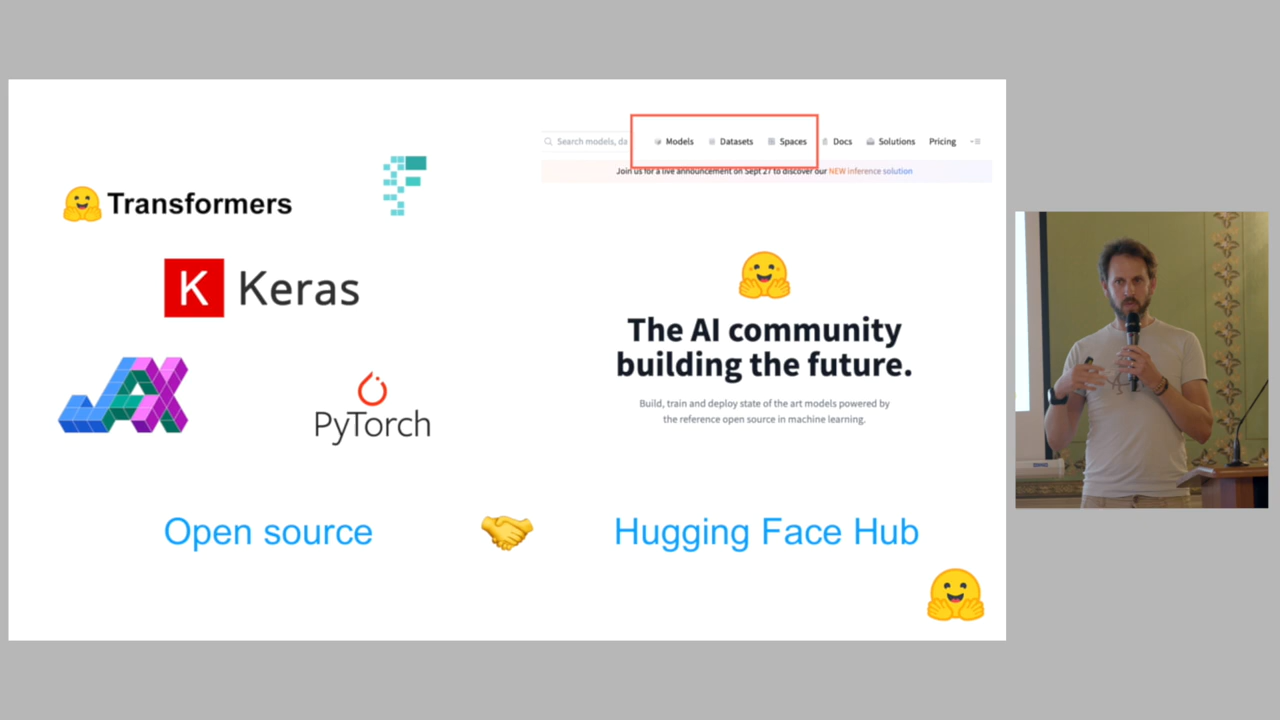 Search models, da
Models
Datasets
Spaces
Docs
Solutions
Pricing
Join us for a live announcement on Sept 27 to discover our NEW inference solution
Transformers
K Keras
JAX
PyTorch
The AI community
building the future.
Build, train and deploy state of the art models powered by
the reference open source in machine learning.
Open source
Hugging Face Hub